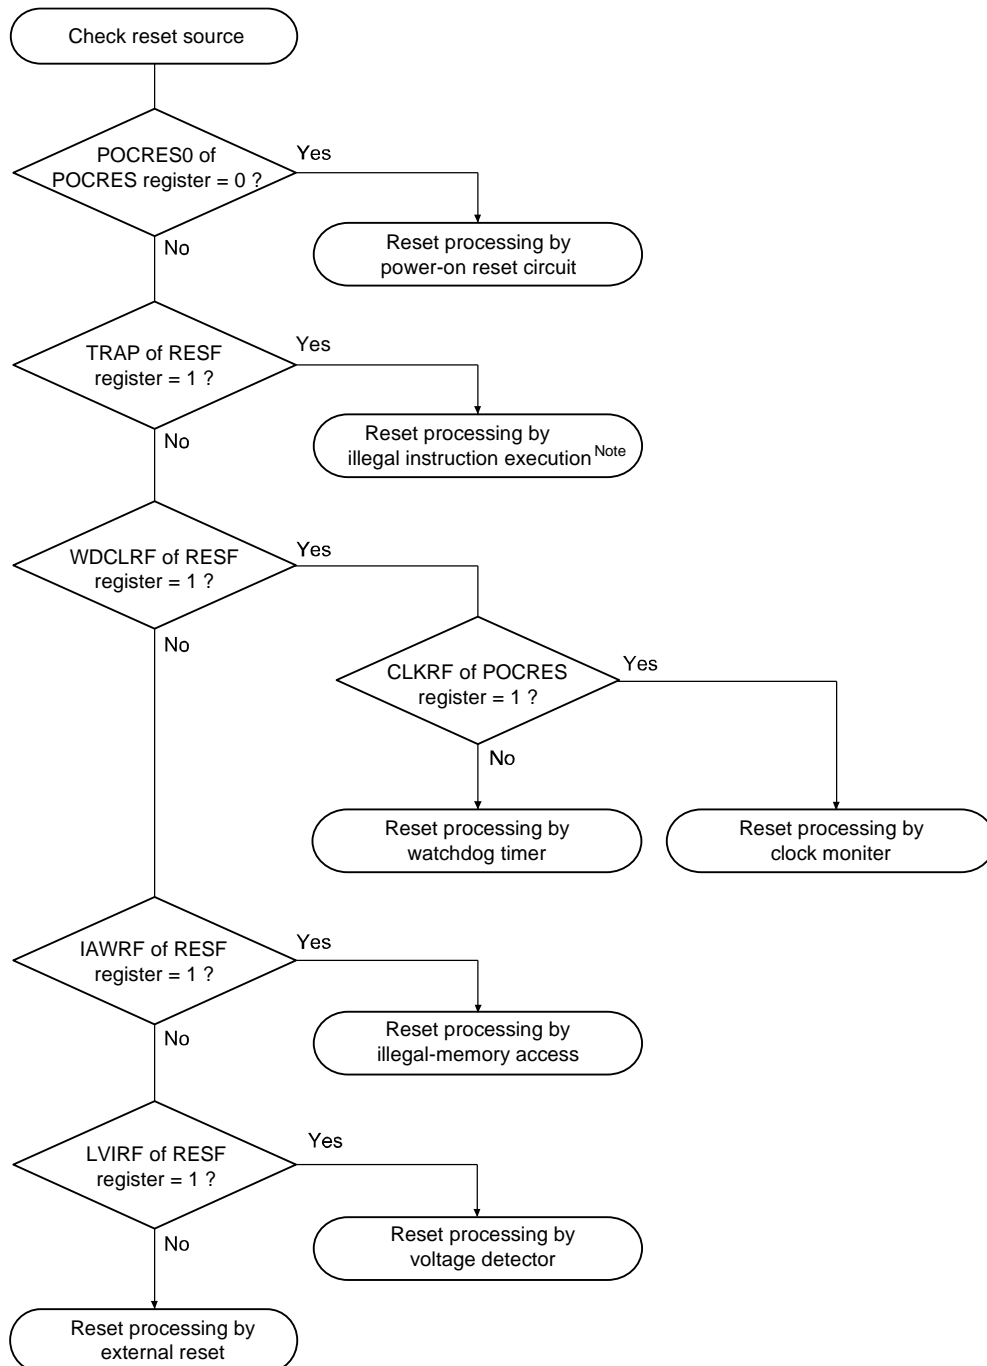 Check reset source
POCRES0 of
POCRES register = 0 ?
Yes
Reset processing by
power-on reset circuit
No
TRAP of RESF
register = 1 ?
Yes
Reset processing by
illegal instruction execution Note
No
WDCLRF of RESF
register = 1 ?
Yes
No
CLKRF of POCRES
register = 1 ?
Yes
No
Reset processing by
watchdog timer
Reset processing by
clock moniter
IAWRF of RESF
register = 1 ?
Yes
Reset processing by
illegal-memory access
No
LVIRF of RESF
register = 1 ?
Yes
Reset processing by
voltage detector
No
Reset processing by
external reset